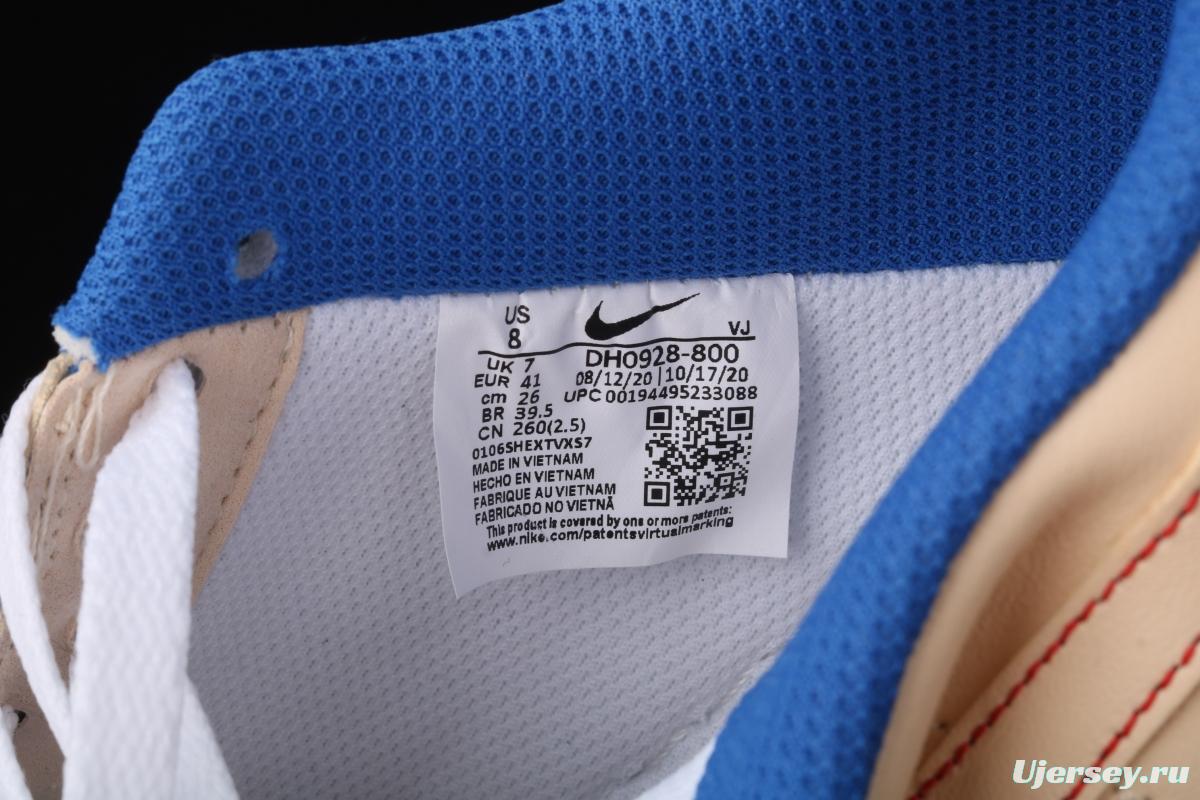 US
8
VJ
UK 7
DH0928-800
EUR 41
08/12/20 | 10/17/20
cm 26
UPC 00194495233088
BR 39.5
CN 260(2.5)
0106SHEXTVXS7
MADE IN VIETNAM
HECHO EN VIETNAM
FABRIQUE AU VIETNAM
FABRICADO NO VIETNÃ
This product is covered by one or more patents:
www.nike.com/patentsvirtualmarking
Ujersey.ru